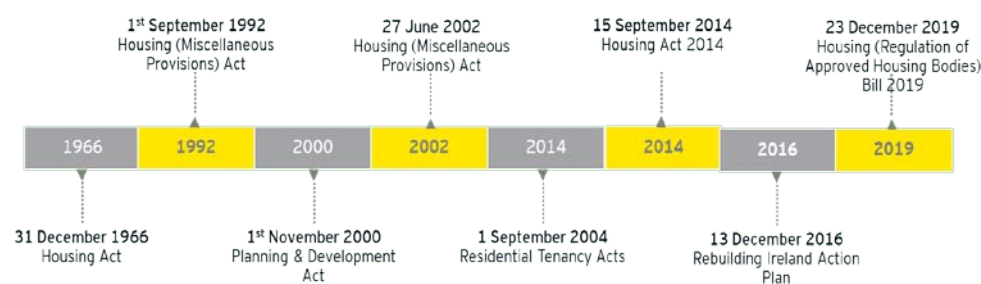 1st September 1992
Housing (Miscellaneous
Provisions) Act
27 June 2002
Housing (Miscellaneous
Provisions) Act
15 September 2014
Housing Act 2014
23 December 2019
Housing (Regulation of
Approved Housing Bodies)
Bill 2019
1966
1992
2000
2002
2014
2014
2016
2019
31 December 1966
Housing Act
1st November 2000
Planning & Development
Act
1 September 2004
Residential Tenancy Acts
13 December 2016
Rebuilding Ireland Action
Plan